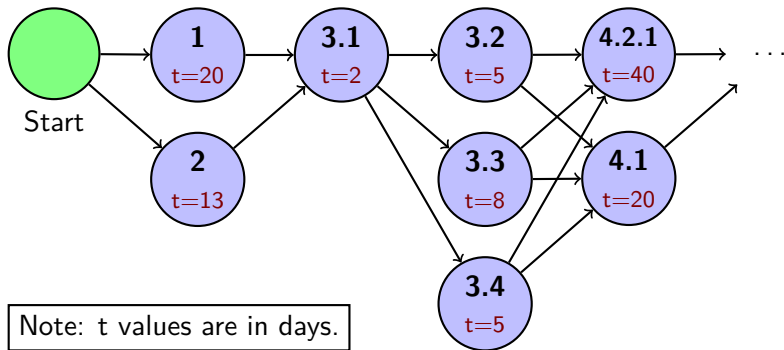 Start
1
t=20
2
t=13
3.1
t=2
3.2
t=5
3.3
t=8
3.4
t=5
4.2.1
t=40
4.1
t=20
...
Note: t values are in days.